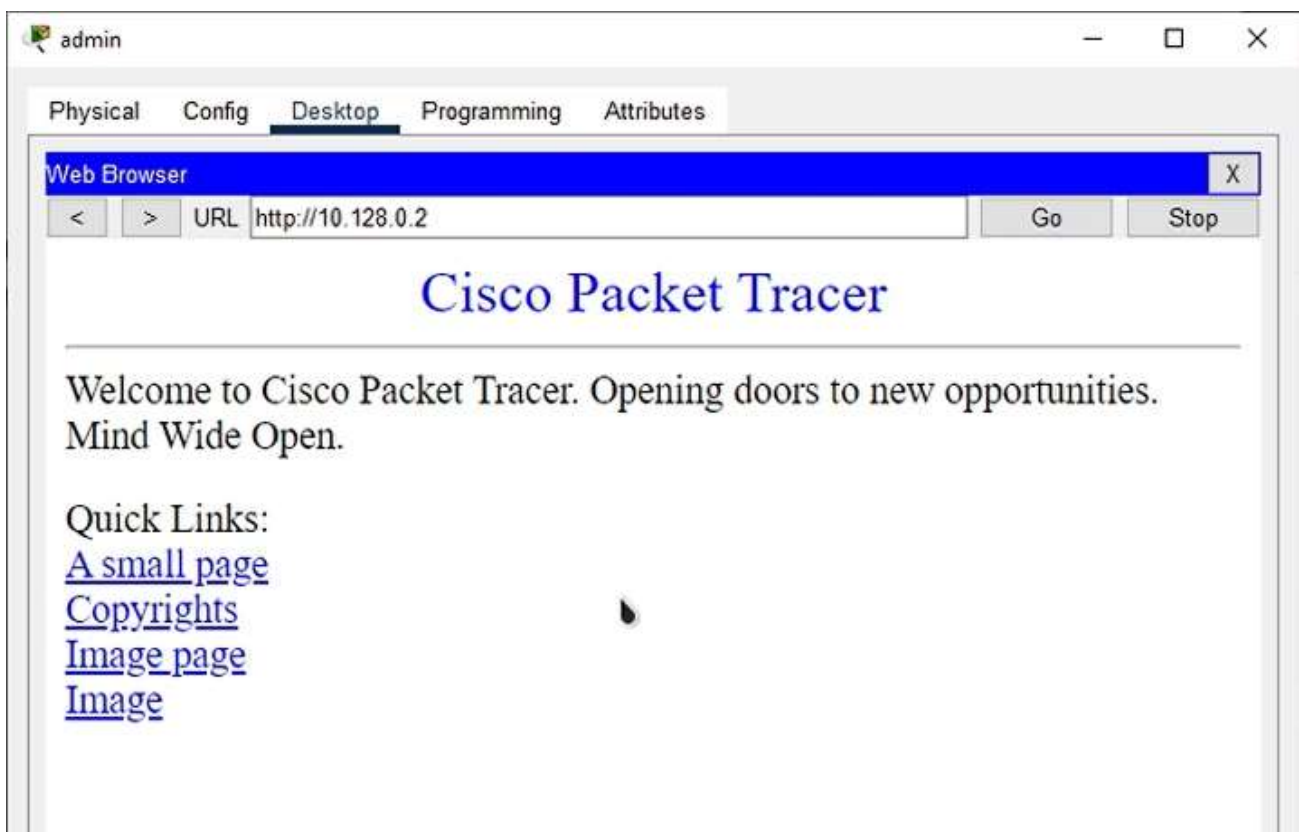 admin
Physical Config Desktop Programming Attributes
Web Browser X
< > URL http://10.128.0.2 Go Stop
Cisco Packet Tracer
Welcome to Cisco Packet Tracer. Opening doors to new opportunities.
Mind Wide Open.
Quick Links:
A small page
Copyrights
Image page
Image